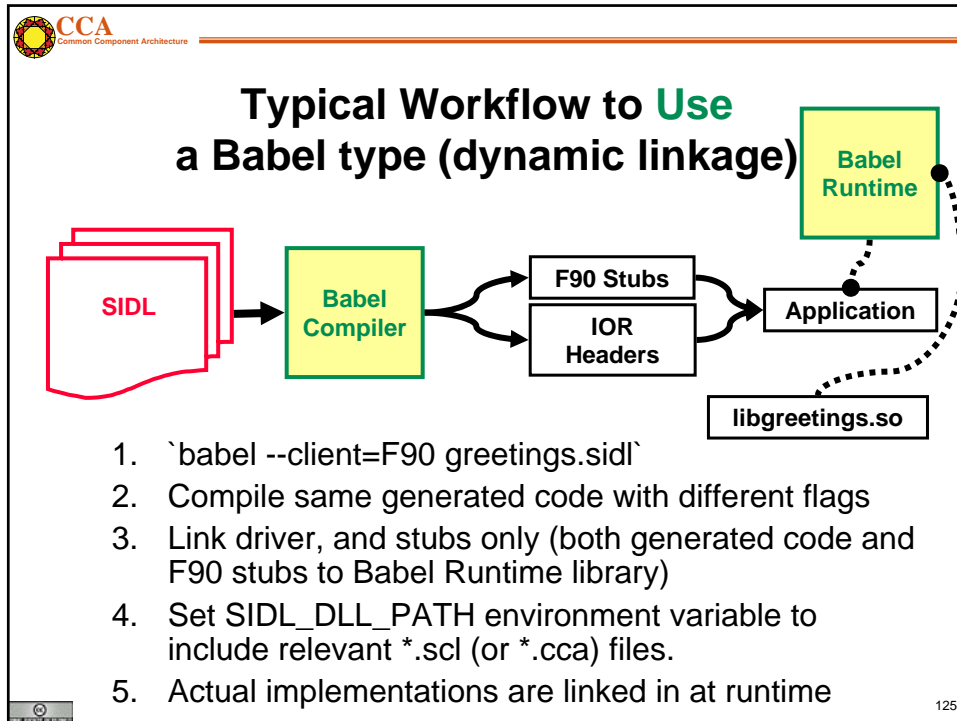 CCA
Common Component Architecture
Typical Workflow to Use
a Babel type (dynamic linkage)
Babel
Runtime
SIDL
Babel
Compiler
F90 Stubs
IOR
Headers
Application
libgreetings.so
1. `babel --client=F90 greetings.sidl`
2. Compile same generated code with different flags
3. Link driver, and stubs only (both generated code and
F90 stubs to Babel Runtime library)
4. Set SIDL_DLL_PATH environment variable to
include relevant *.scl (or *.cca) files.
5. Actual implementations are linked in at runtime
125